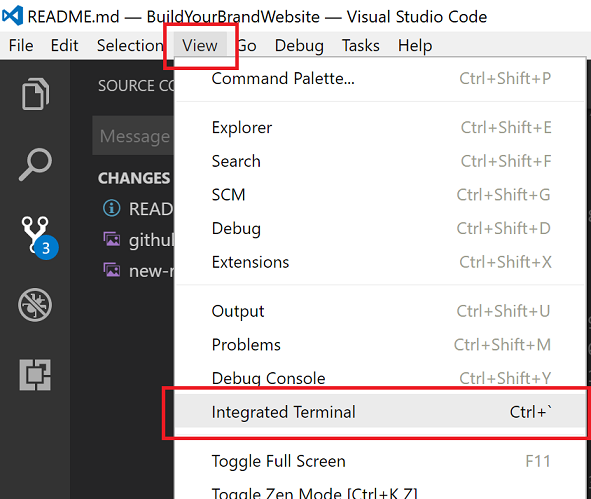 README.md — BuildYourBrandWebsite — Visual Studio Code
File Edit Selection View Go Debug Tasks Help
SOURCE CO
Message
CHANGES
READ
github
new-r
3
Command Palette... Ctrl+Shift+P
Explorer Ctrl+Shift+E
Search Ctrl+Shift+F
SCM Ctrl+Shift+G
Debug Ctrl+Shift+D
Extensions Ctrl+Shift+X
Output Ctrl+Shift+U
Problems Ctrl+Shift+M
Debug Console Ctrl+Shift+Y
Integrated Terminal Ctrl+`
Toggle Full Screen F11
Toggle Zen Mode [Ctrl+K Z]